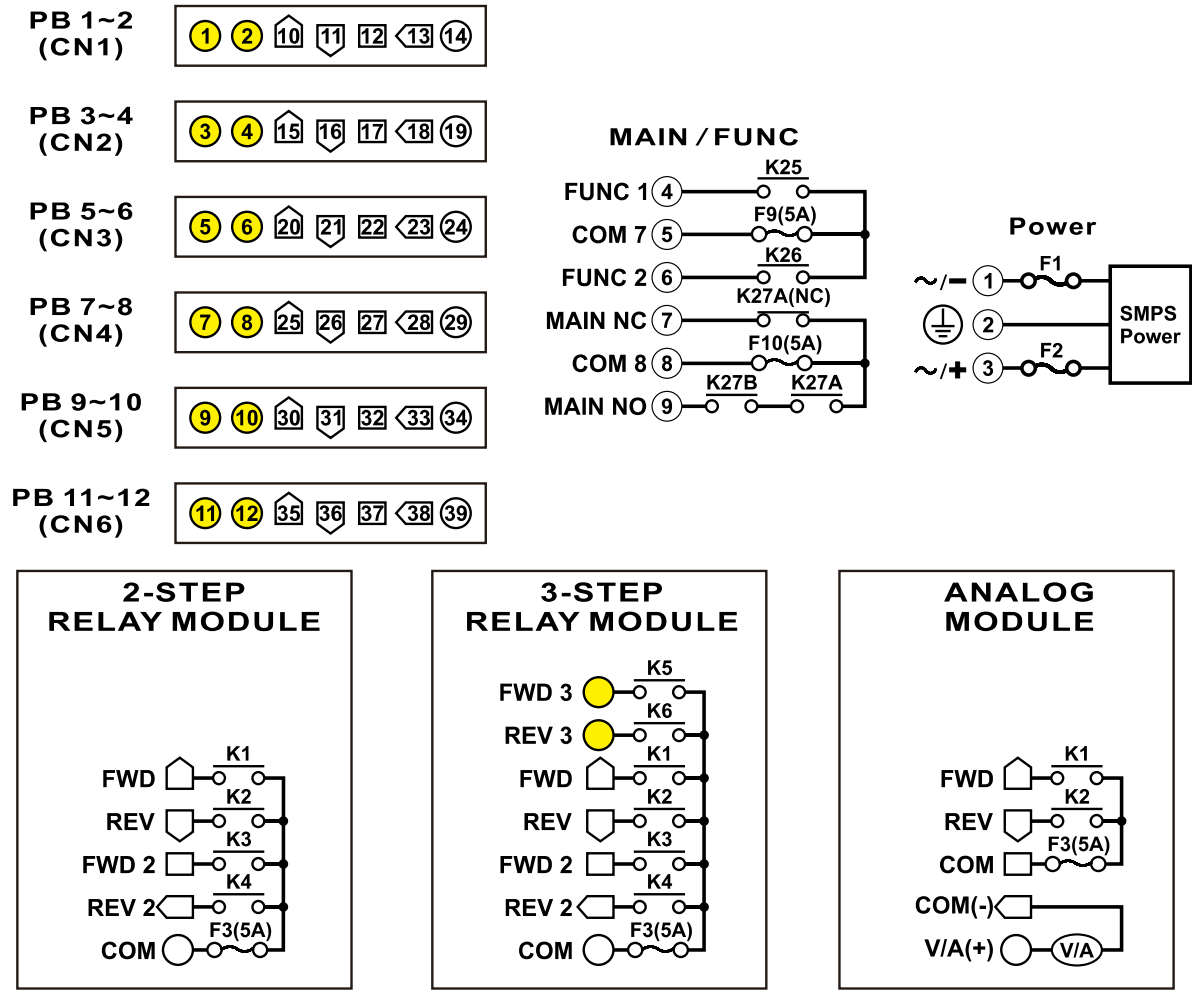 PB 1~2
(CN1)
1 2 10 11 12 13 14
PB 3~4
(CN2)
3 4 15 16 17 18 19
PB 5~6
(CN3)
5 6 20 21 22 23 24
PB 7~8
(CN4)
7 8 25 26 27 28 29
PB 9~10
(CN5)
9 10 30 31 32 33 34
PB 11~12
(CN6)
11 12 35 36 37 38 39
MAIN / FUNC
K25
FUNC 1 4
F9(5A)
COM 7 5
K26
FUNC 2 6
K27A(NC)
MAIN NC 7
F10(5A)
COM 8 8
K27B K27A
MAIN NO 9
Power
F1
~/- 1
2
SMPS
Power
F2
~/+ 3
2-STEP
RELAY MODULE
K1
FWD
K2
REV
K3
FWD 2
K4
REV 2
F3(5A)
COM
3-STEP
RELAY MODULE
K5
FWD 3
K6
REV 3
K1
FWD
K2
REV
K3
FWD 2
K4
REV 2
F3(5A)
COM
ANALOG
MODULE
K1
FWD
K2
REV
F3(5A)
COM
COM(-)
V/A(+) V/A